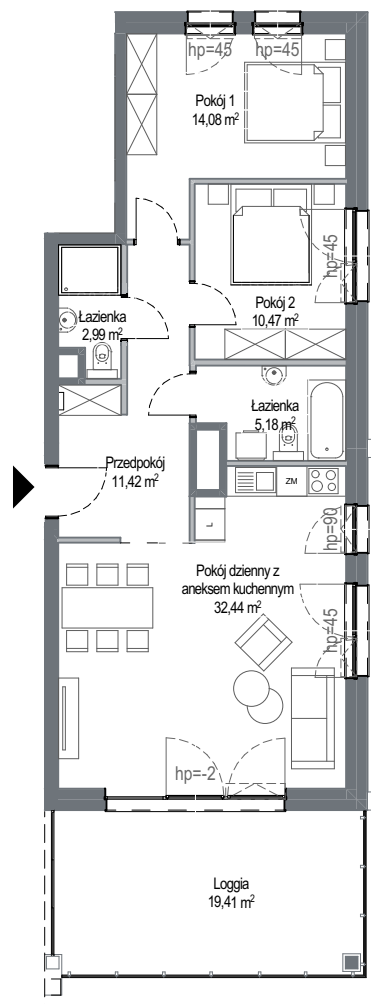 hp=45
hp=45
Pokój 1
14,08 m²
hp=45
Pokój 2
10,47 m²
Łazienka
2,99 m²
Łazienka
5,18 m²
Przedpokój
11,42 m²
ZM
L
hp=90
Pokój dzienny z
aneksem kuchennym
32,44 m²
hp=45
hp=-2
Loggia
19,41 m²